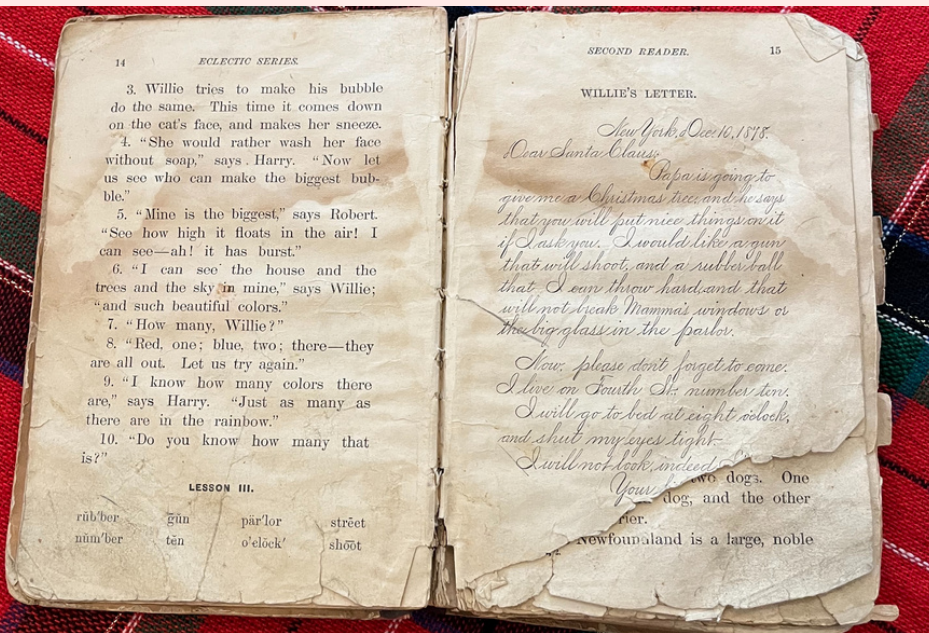 14
ECLECTIC SERIES.
3. Willie tries to make his bubble
do the same. This time it comes down
on the cat's face, and makes her sneeze.
4. "She would rather wash her face
without soap," says Harry. "Now let
us see who can make the biggest bub-
ble."
5. "Mine is the biggest," says Robert.
"See how high it floats in the air! I
can see—ah! it has burst."
6. "I can see the house and the
trees and the sky in mine," says Willie;
"and such beautiful colors."
7. "How many, Willie?"
8. "Red, one; blue, two; there—they
are all out. Let us try again."
9. "I know how many colors there
are," says Harry. "Just as many as
there are in the rainbow."
10. "Do you know how many that
is?"
LESSON III.
rŭb'ber gŭn pär'lor strēet
nŭm'ber tĕn o'clŏck' shōōt
SECOND READER.
15
WILLIE'S LETTER.
New York, Dec. 10, 1878.
Dear Santa Claus:
Papa is going to
give me a Christmas tree, and he says
that you will put nice things on it
if I ask you. I would like a gun
that will shoot, and a rubber ball
that I can throw hard, and that
will not break Mamma's windows or
the big glass in the parlor.
Now, please don't forget to come.
I live on Fourth St., number ten.
I will go to bed at eight o'clock,
and shut my eyes tight.
I will not look, indeed
Your
two dogs. One
dog, and the other
rier.
Newfoundland is a large, noble